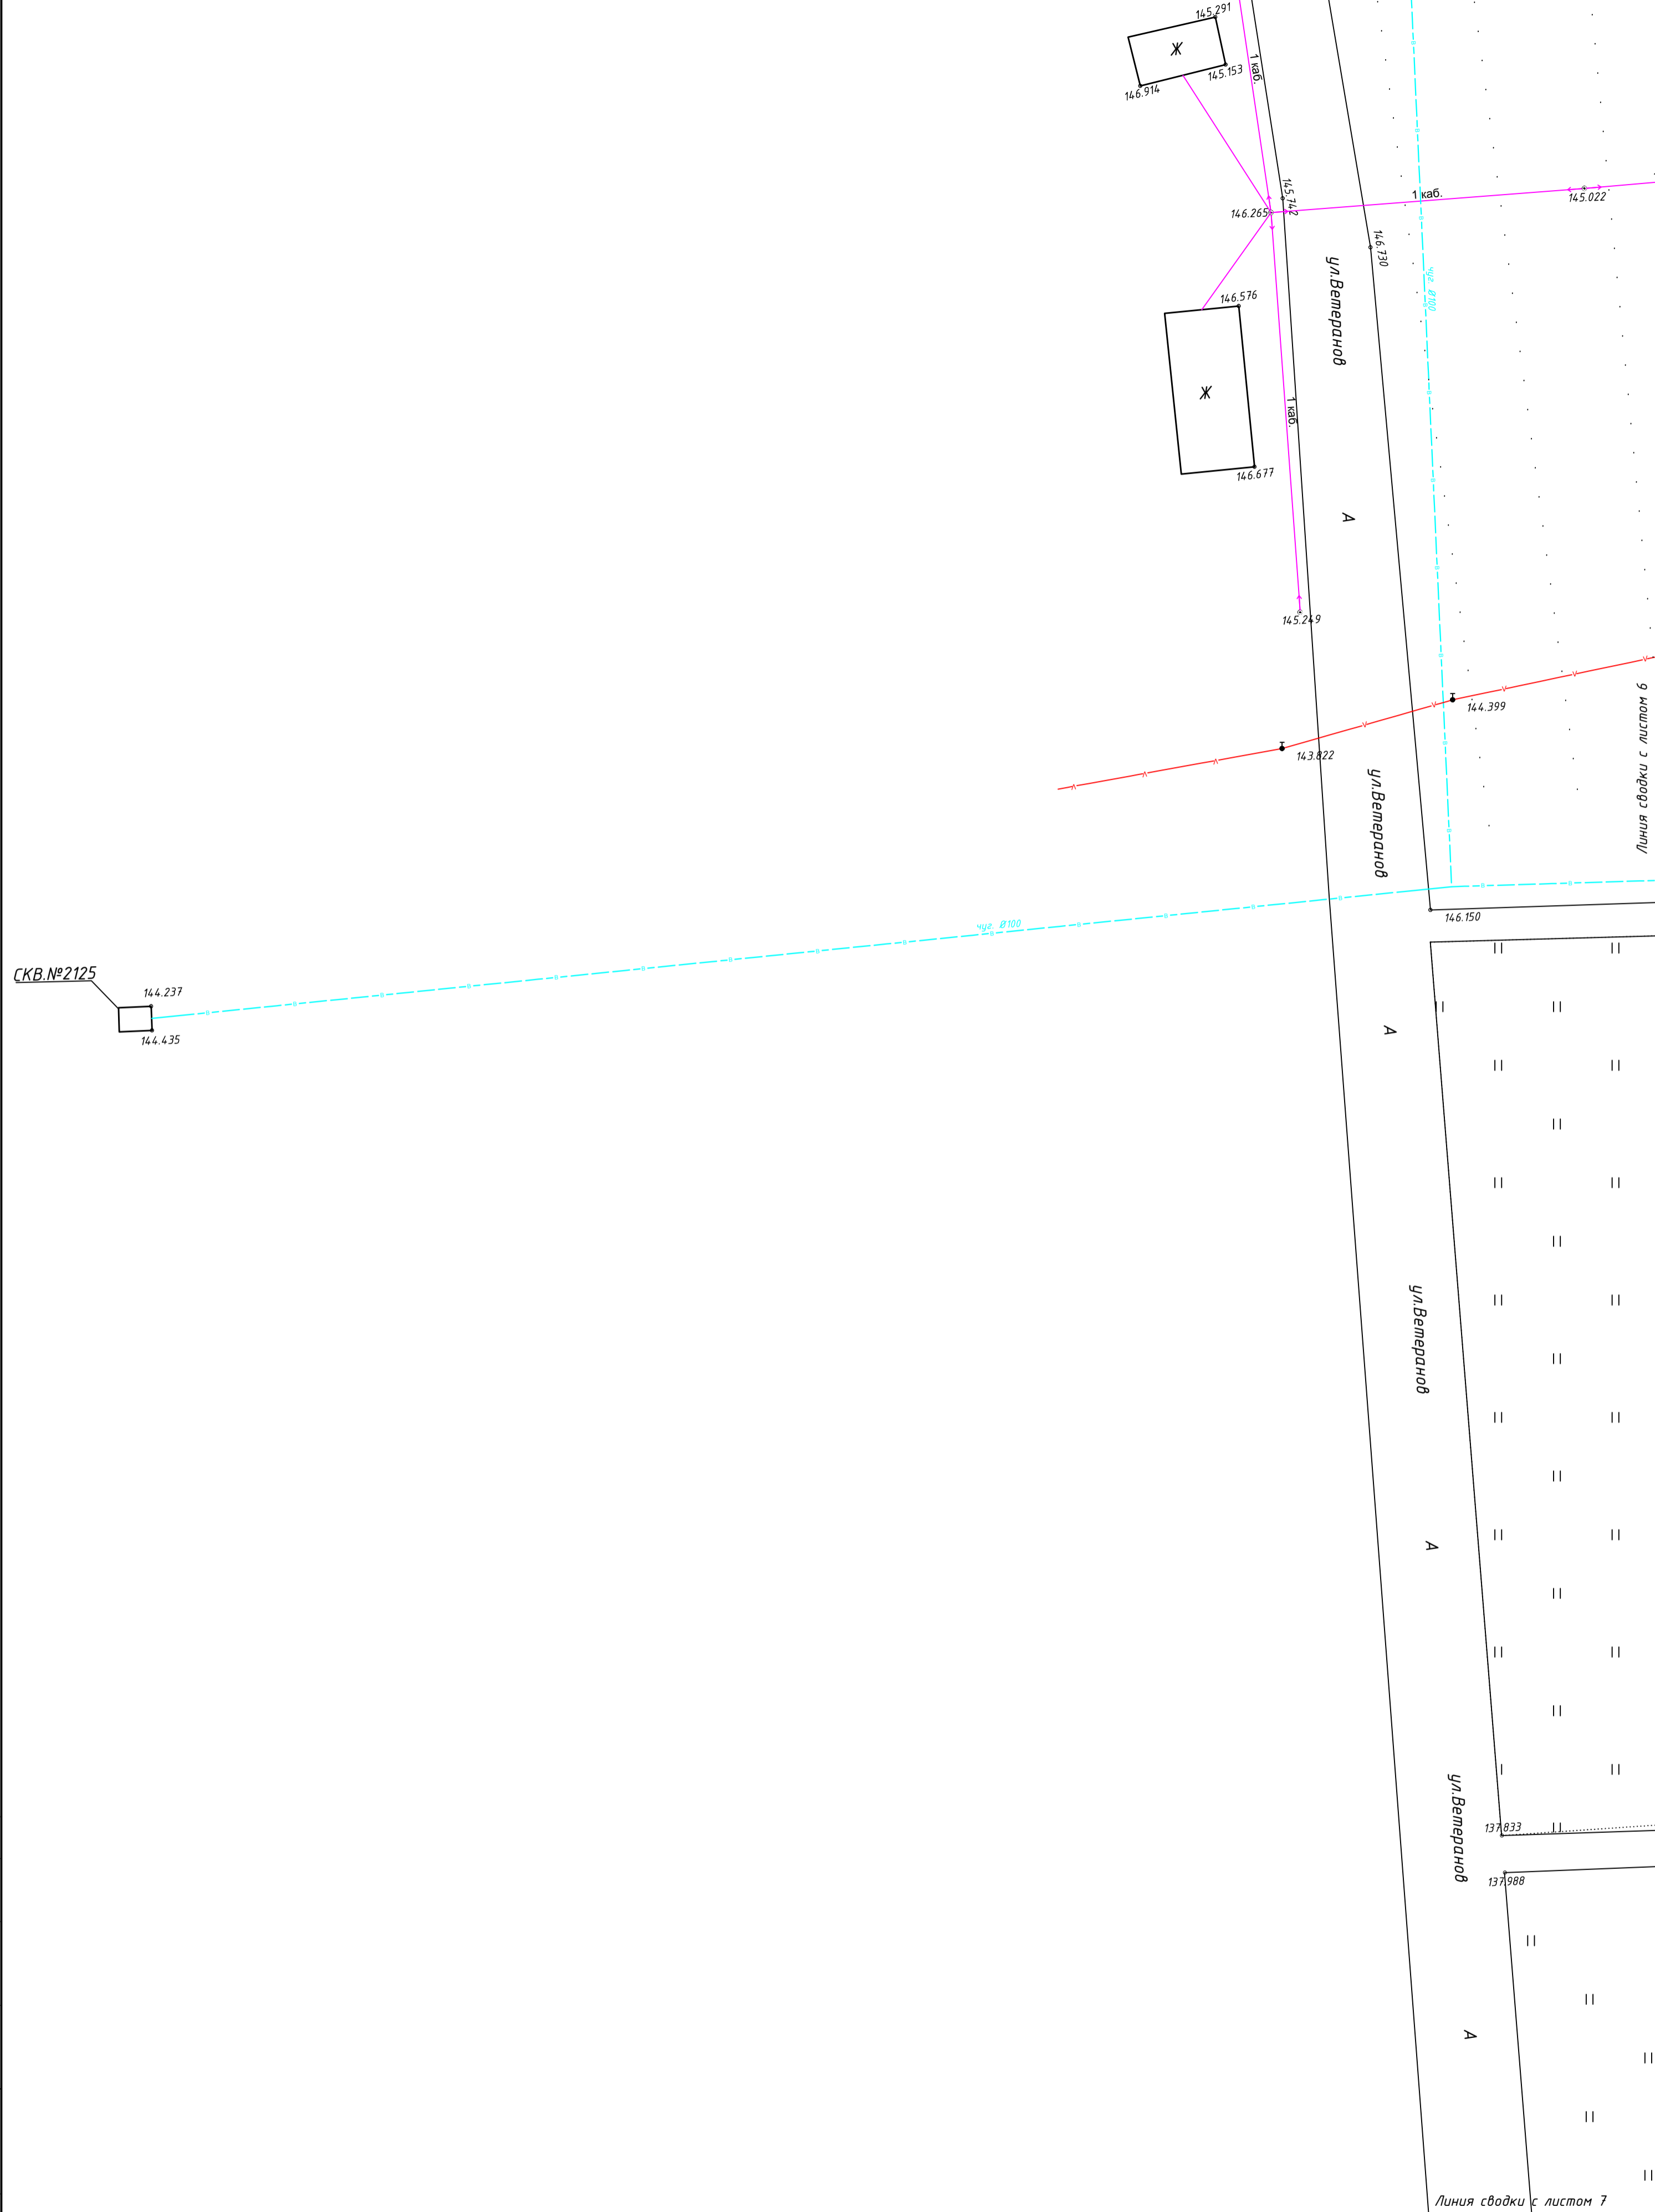 145.291
Ж
145.153
146.914
1 каб.
145.742
146.265
1 каб.
145.022
146.730
ул.Ветеранов
чуг. Ø100
146.576
Ж
1 каб.
146.677
А
145.249
144.399
143.822
Линия сводки с листом 6
ул.Ветеранов
146.150
чуг. Ø100
СКВ.№2125
144.237
144.435
А
ул.Ветеранов
А
ул.Ветеранов
137.833
137.988
А
Линия сводки с листом 7